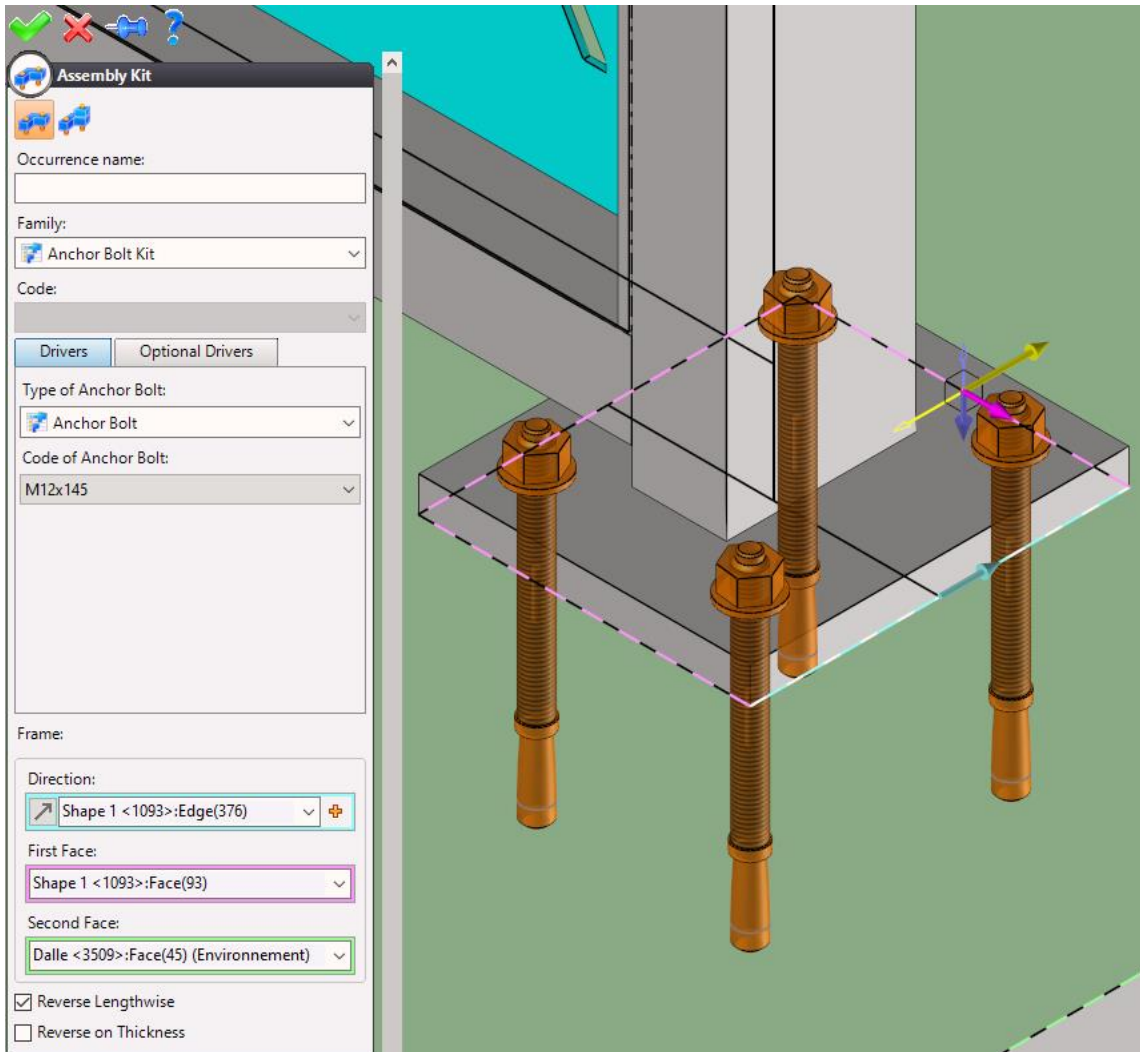 Assembly Kit
Occurrence name:
Family:
Anchor Bolt Kit
Code:
Drivers
Optional Drivers
Type of Anchor Bolt:
Anchor Bolt
Code of Anchor Bolt:
M12x145
Frame:
Direction:
Shape 1 <1093>:Edge(376)
First Face:
Shape 1 <1093>:Face(93)
Second Face:
Dalle <3509>:Face(45) (Environnement)
Reverse Lengthwise
Reverse on Thickness